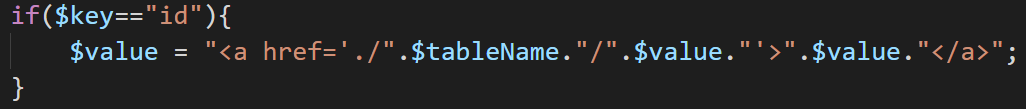 if($key=="id"){
    $value = "<a href='./".$tableName."/".$value."'>".$value."</a>";
}